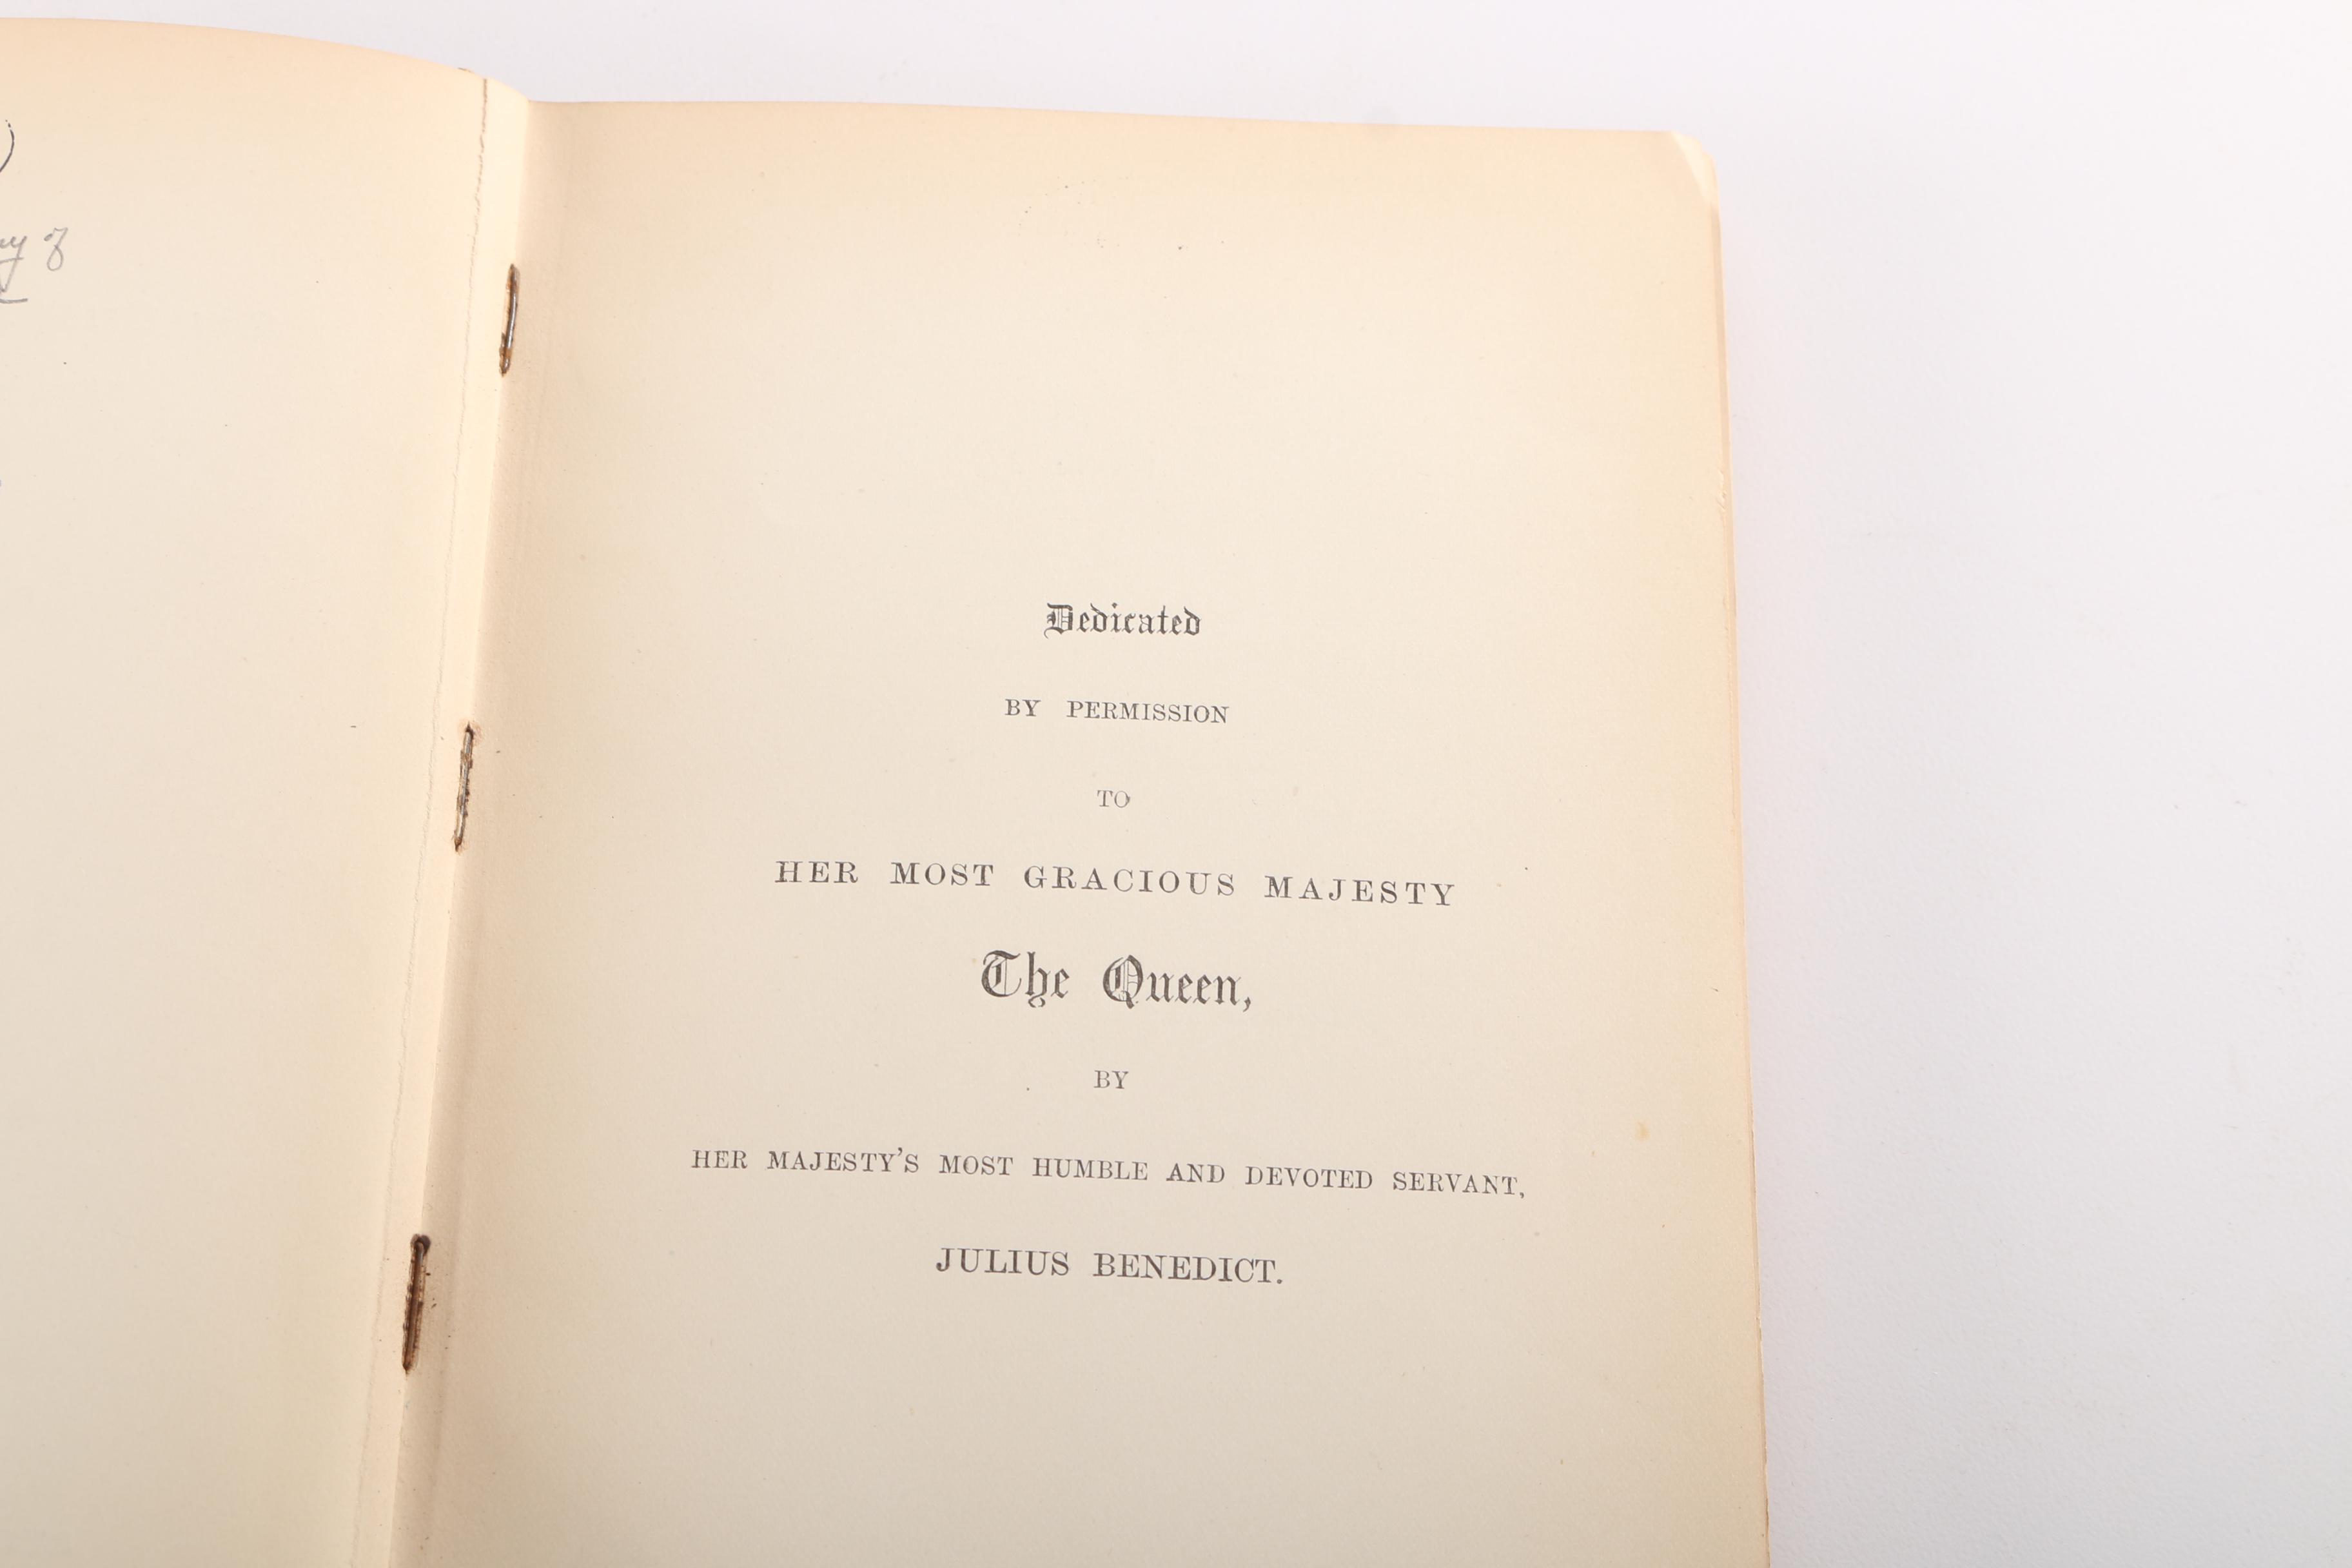 Dedicated
BY PERMISSION
TO
HER MOST GRACIOUS MAJESTY
The Queen,
BY
HER MAJESTY'S MOST HUMBLE AND DEVOTED SERVANT,
JULIUS BENEDICT.